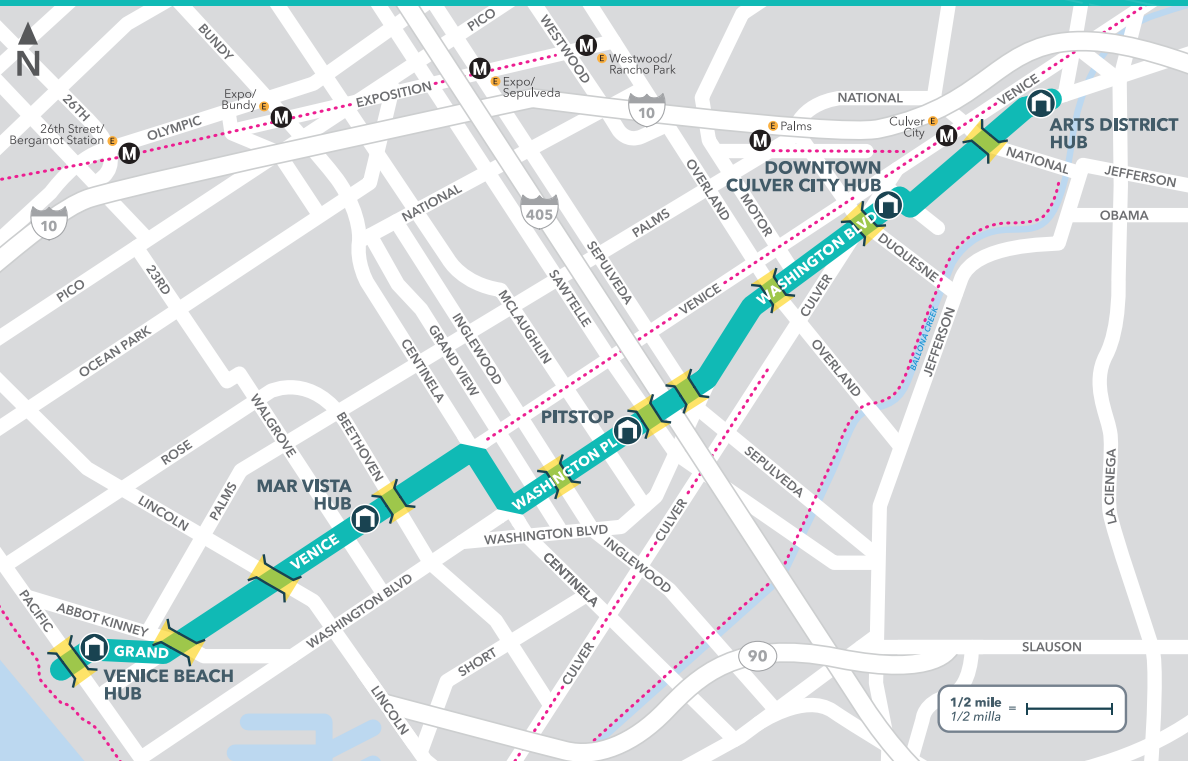 N
BUNDY
PICO
WESTWOOD
M
E Westwood/
Rancho Park
M
E Expo/
Sepulveda
Expo/
Bundy E
M
EXPOSITION
26TH
26th Street/
Bergamot Station E
M
OLYMPIC
10
10
405
NATIONAL
VENICE
ARTS DISTRICT
HUB
Culver
City E
M
E Palms
M
DOWNTOWN
CULVER CITY HUB
NATIONAL
JEFFERSON
OBAMA
OVERLAND
MOTOR
NATIONAL
PALMS
SEPULVEDA
SAWTELLE
WASHINGTON BLVD
DUQUESNE
CULVER
VENICE
PICO
23RD
OCEAN PARK
MCLAUGHLIN
INGLEWOOD
GRAND VIEW
CENTINELA
OVERLAND
BALLONA CREEK
JEFFERSON
LA CIENEGA
WALGROVE
BEETHOVEN
ROSE
PALMS
LINCOLN
PITSTOP
WASHINGTON PL
SEPULVEDA
MAR VISTA
HUB
VENICE
WASHINGTON BLVD
CULVER
INGLEWOOD
CENTINELA
WASHINGTON BLVD
PACIFIC
ABBOT KINNEY
GRAND
VENICE BEACH
HUB
SHORT
CULVER
LINCOLN
90
SLAUSON
1/2 mile
1/2 milla
=